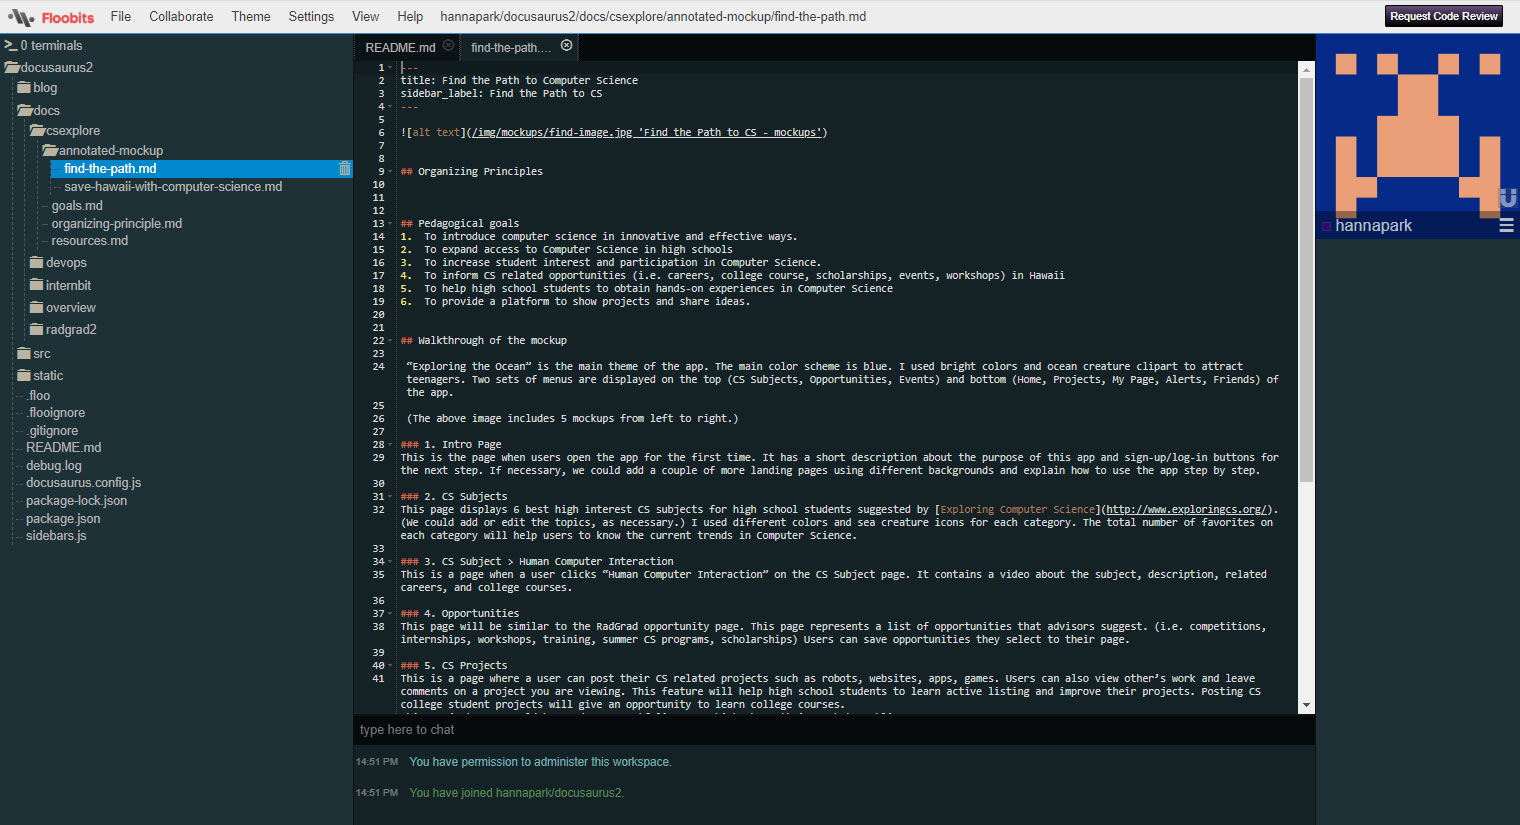 Floobits File Collaborate Theme Settings View Help hannapark/docusaurus2/docs/csexplore/annotated-mockup/find-the-path.md Request Code Review
>_ 0 terminals
docusaurus2
blog
docs
csexplore
annotated-mockup
find-the-path.md
save-hawaii-with-computer-science.md
goals.md
organizing-principle.md
resources.md
devops
internbit
overview
radgrad2
src
static
.floo
.flooignore
.gitignore
README.md
debug.log
docusaurus.config.js
package-lock.json
package.json
sidebars.js
README.md find-the-path....
1 ---
2 title: Find the Path to Computer Science
3 sidebar_label: Find the Path to CS
4 ---
5
6 ![alt text](/img/mockups/find-image.jpg 'Find the Path to CS - mockups')
7
8
9 ## Organizing Principles
10
11
12
13 ## Pedagogical goals
14 1. To introduce computer science in innovative and effective ways.
15 2. To expand access to Computer Science in high schools
16 3. To increase student interest and participation in Computer Science.
17 4. To inform CS related opportunities (i.e. careers, college course, scholarships, events, workshops) in Hawaii
18 5. To help high school students to obtain hands-on experiences in Computer Science
19 6. To provide a platform to show projects and share ideas.
20
21
22 ## Walkthrough of the mockup
23
24 “Exploring the Ocean” is the main theme of the app. The main color scheme is blue. I used bright colors and ocean creature clipart to attract
teenagers. Two sets of menus are displayed on the top (CS Subjects, Opportunities, Events) and bottom (Home, Projects, My Page, Alerts, Friends) of
the app.
25
26 (The above image includes 5 mockups from left to right.)
27
28 ### 1. Intro Page
29 This is the page when users open the app for the first time. It has a short description about the purpose of this app and sign-up/log-in buttons for
the next step. If necessary, we could add a couple of more landing pages using different backgrounds and explain how to use the app step by step.
30
31 ### 2. CS Subjects
32 This page displays 6 best high interest CS subjects for high school students suggested by [Exploring Computer Science](http://www.exploringcs.org/).
(We could add or edit the topics, as necessary.) I used different colors and sea creature icons for each category. The total number of favorites on
each category will help users to know the current trends in Computer Science.
33
34 ### 3. CS Subject > Human Computer Interaction
35 This is a page when a user clicks “Human Computer Interaction” on the CS Subject page. It contains a video about the subject, description, related
careers, and college courses.
36
37 ### 4. Opportunities
38 This page will be similar to the RadGrad opportunity page. This page represents a list of opportunities that advisors suggest. (i.e. competitions,
internships, workshops, training, summer CS programs, scholarships) Users can save opportunities they select to their page.
39
40 ### 5. CS Projects
41 This is a page where a user can post their CS related projects such as robots, websites, apps, games. Users can also view other’s work and leave
comments on a project you are viewing. This feature will help high school students to learn active listing and improve their projects. Posting CS
college student projects will give an opportunity to learn college courses.
type here to chat
14:51 PM You have permission to administer this workspace.
14:51 PM You have joined hannapark/docusaurus2.
hannapark